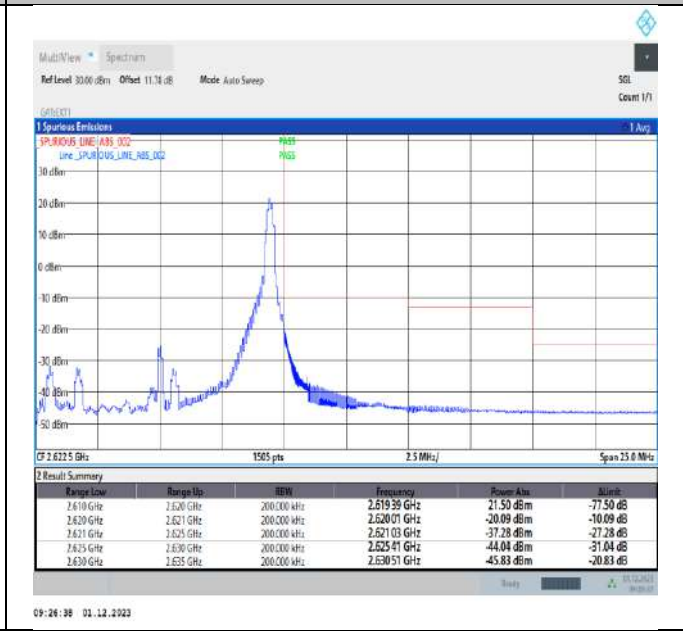 MultiView Spectrum
Ref Level 30.00 dBm Offset 11.78 dB Mode Auto Sweep SGL
Count 1/1
1 Spurious Emissions 1 Avg
SPURIOUS_LINE_ABS_002 PASS
Line _SPURIOUS_LINE_ABS_002 PASS
30 dBm
20 dBm
10 dBm
0 dBm
-10 dBm
-20 dBm
-30 dBm
-40 dBm
-50 dBm
CF 2.6225 GHz 1505 pts 2.5 MHz/ Span 25.0 MHz
2 Result Summary
Range Low Range Up RBW Frequency Power Abs ΔLimit
2.610 GHz 2.620 GHz 200.000 kHz 2.61939 GHz 21.50 dBm -77.50 dB
2.620 GHz 2.621 GHz 200.000 kHz 2.62001 GHz -20.09 dBm -10.09 dB
2.621 GHz 2.625 GHz 200.000 kHz 2.62103 GHz -37.28 dBm -27.28 dB
2.625 GHz 2.630 GHz 200.000 kHz 2.62541 GHz -44.04 dBm -31.04 dB
2.630 GHz 2.635 GHz 200.000 kHz 2.63051 GHz -45.83 dBm -20.83 dB
Ready
09:26:38 01.12.2023